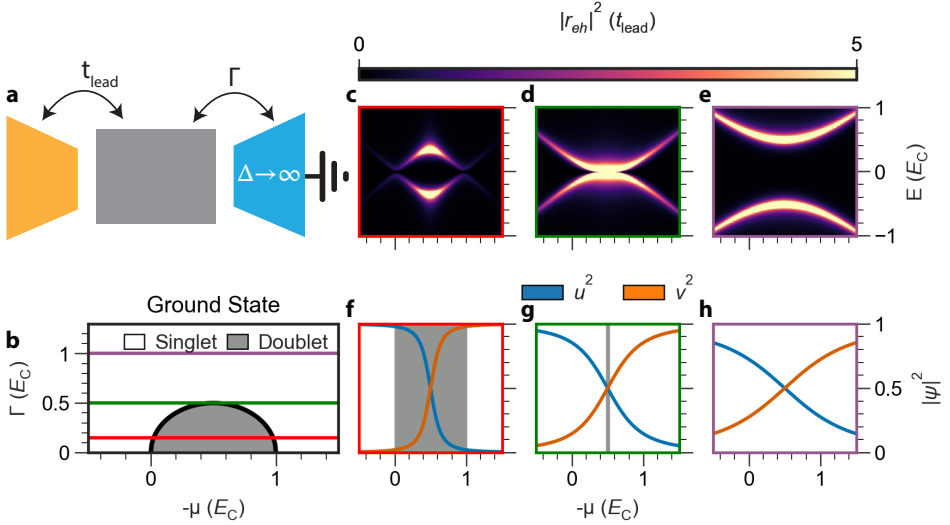 |r_eh|² (t_lead)
0 5
a t_lead Γ
Δ→∞
c d e
1
0
−1
E (E_C)
Ground State
u² v²
b Singlet Doublet
f g h
1
0.5
0
Γ (E_C)
0 1
-μ (E_C)
0 1
0 1
-μ (E_C)
0 1
1
0.5
0
|ψ|²